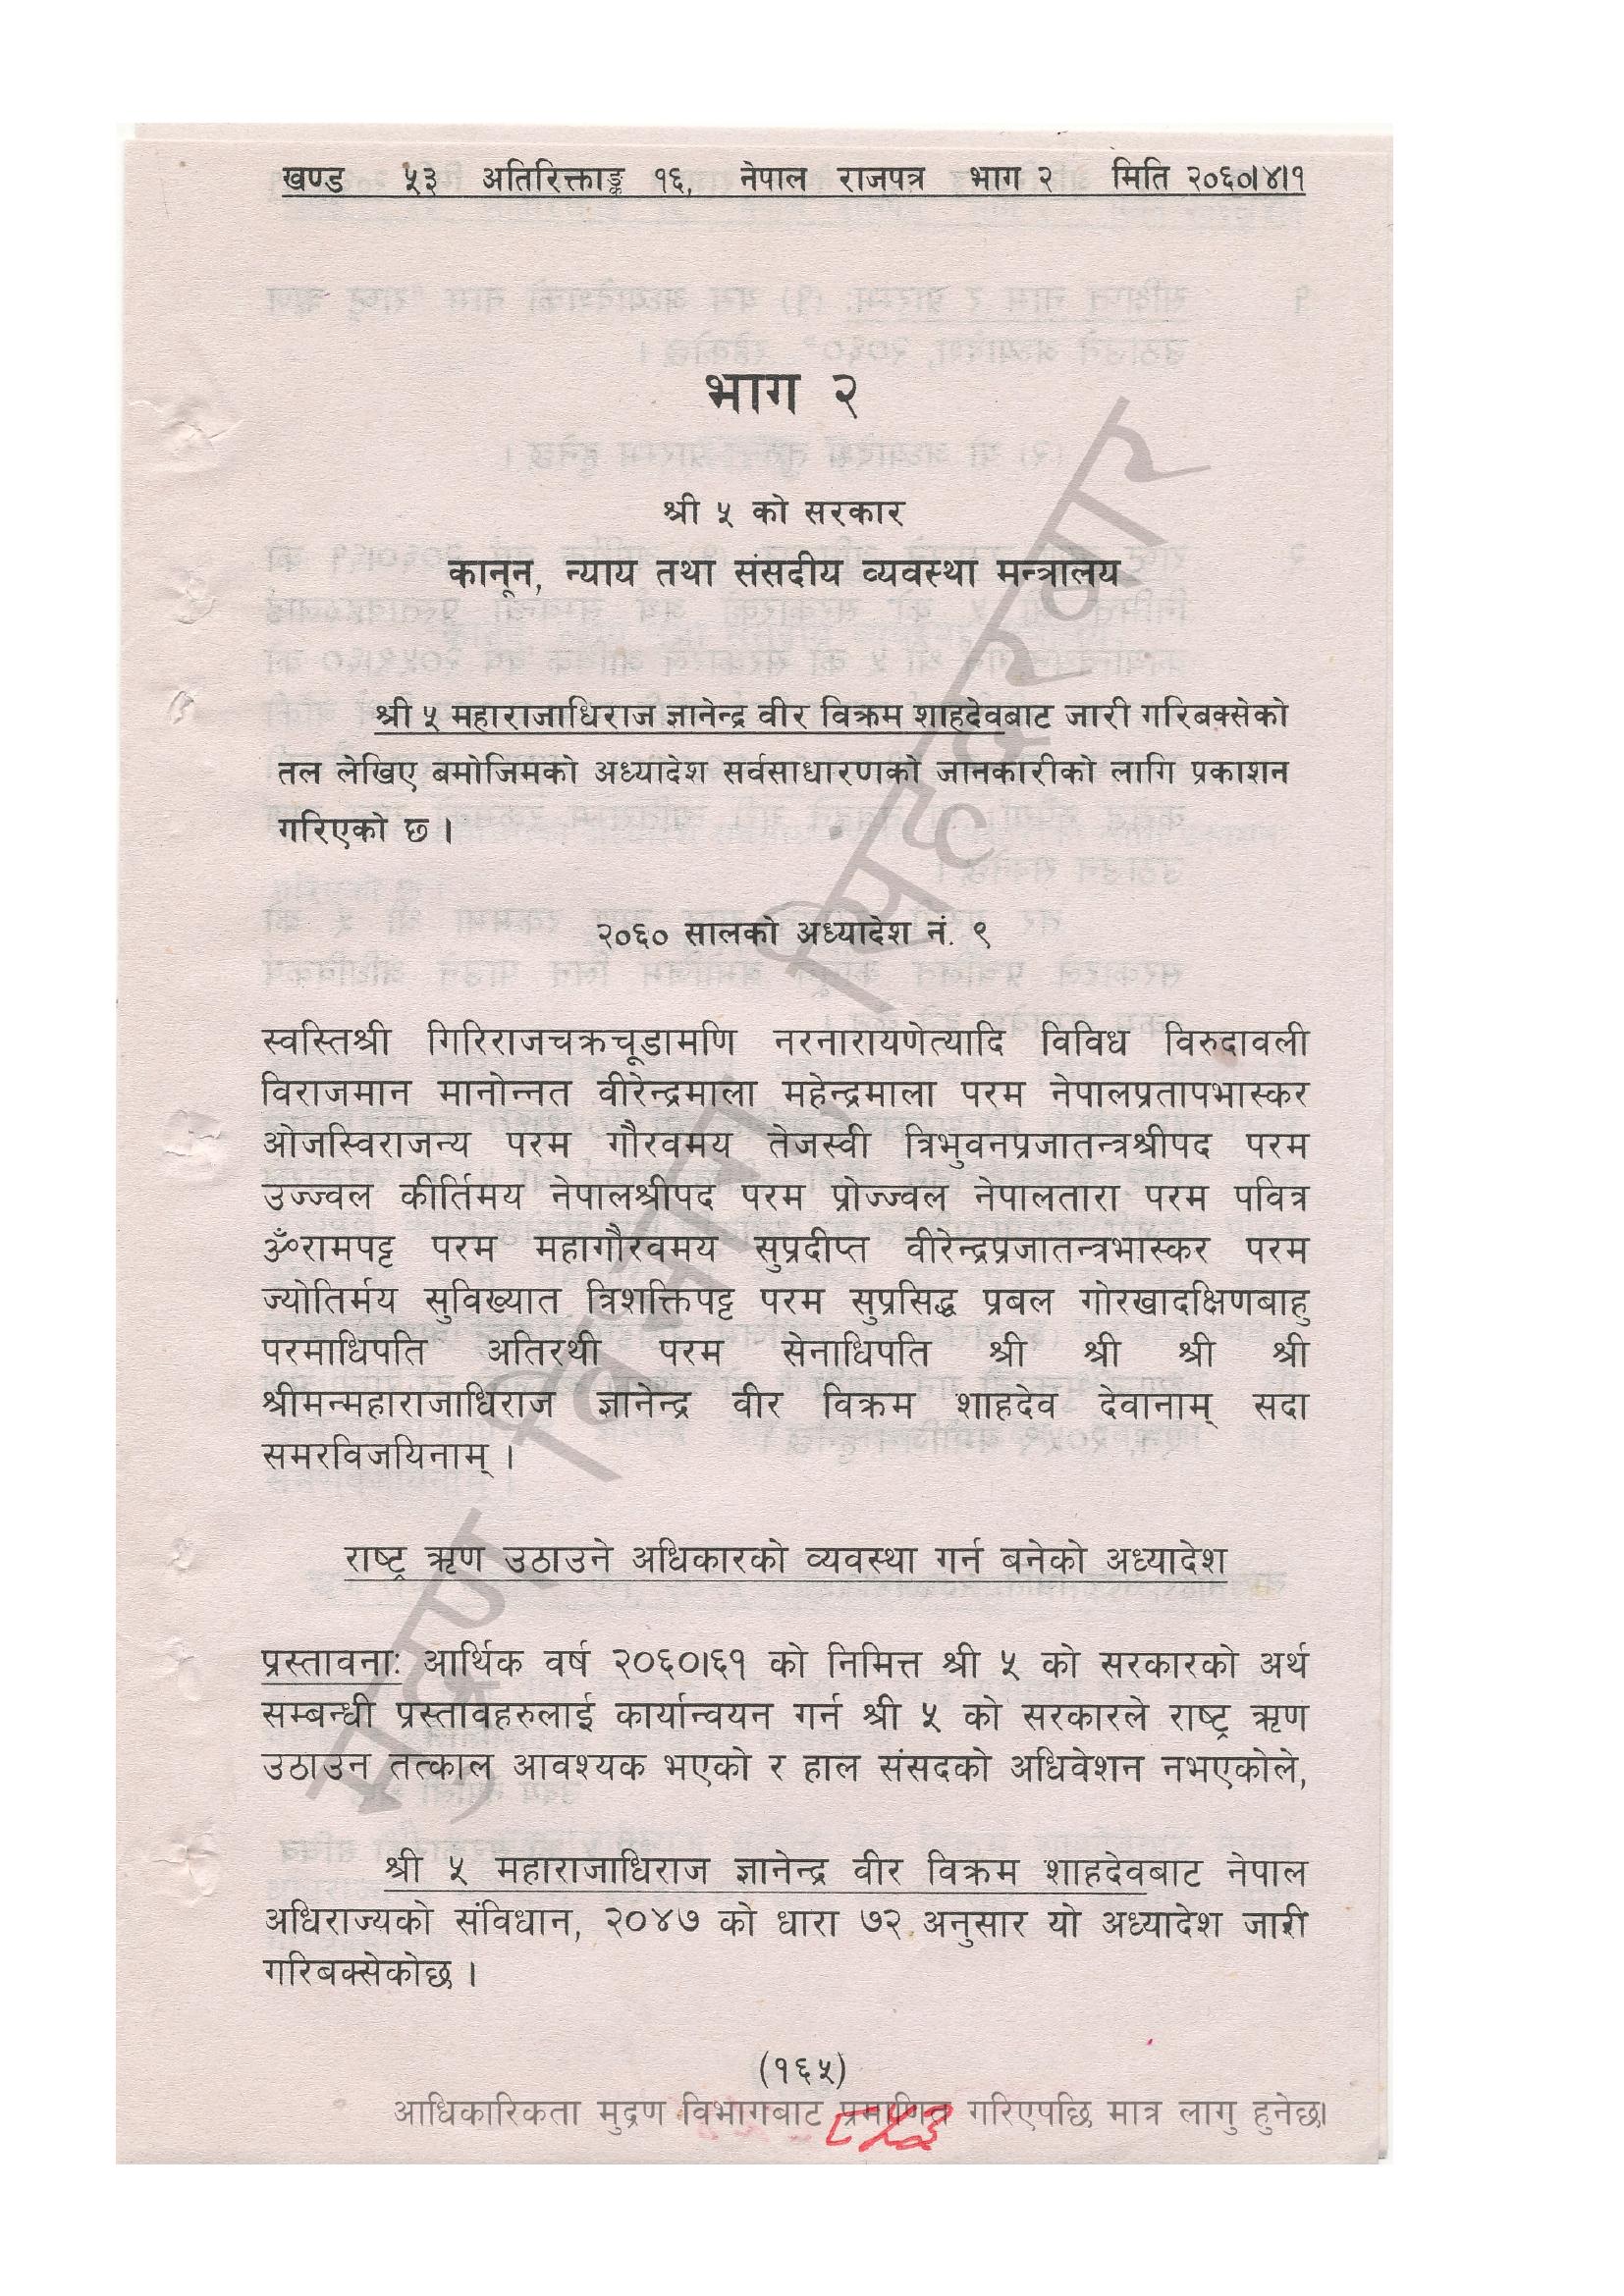 खण्ड ५३ अतिरिक्ताङ्क १६, नेपाल राजपत्र भाग २ मिति २०६०।४।१
भाग २
श्री ५ को सरकार
कानून, न्याय तथा संसदीय व्यवस्था मन्त्रालय
श्री ५ महाराजाधिराज ज्ञानेन्द्र वीर विक्रम शाहदेवबाट जारी गरिबक्सेको
तल लेखिए बमोजिमको अध्यादेश सर्वसाधारणको जानकारीको लागि प्रकाशन
गरिएको छ ।
२०६० सालको अध्यादेश नं. ९
स्वस्तिश्री गिरिराजचक्रचूडामणि नरनारायणेत्यादि विविध विरुदावली
विराजमान मानोन्नत वीरेन्द्रमाला महेन्द्रमाला परम नेपालप्रतापभास्कर
ओजस्विराजन्य परम गौरवमय तेजस्वी त्रिभुवनप्रजातन्त्रश्रीपद परम
उज्ज्वल कीर्तिमय नेपालश्रीपद परम प्रोज्ज्वल नेपालतारा परम पवित्र
ॐरामपट्ट परम महागौरवमय सुप्रदीप्त वीरेन्द्रप्रजातन्त्रभास्कर परम
ज्योतिर्मय सुविख्यात त्रिशक्तिपट्ट परम सुप्रसिद्ध प्रबल गोरखादक्षिणबाहु
परमाधिपति अतिरथी परम सेनाधिपति श्री श्री श्री श्री
श्रीमन्महाराजाधिराज ज्ञानेन्द्र वीर विक्रम शाहदेव देवानाम् सदा
समरविजयिनाम् ।
राष्ट्र ऋण उठाउने अधिकारको व्यवस्था गर्न बनेको अध्यादेश
प्रस्तावनाः आर्थिक वर्ष २०६०।६१ को निमित्त श्री ५ को सरकारको अर्थ
सम्बन्धी प्रस्तावहरुलाई कार्यान्वयन गर्न श्री ५ को सरकारले राष्ट्र ऋण
उठाउन तत्काल आवश्यक भएको र हाल संसदको अधिवेशन नभएकोले,
श्री ५ महाराजाधिराज ज्ञानेन्द्र वीर विक्रम शाहदेवबाट नेपाल
अधिराज्यको संविधान, २०४७ को धारा ७२ अनुसार यो अध्यादेश जारी
गरिबक्सेकोछ ।
(१६५)
आधिकारिकता मुद्रण विभागबाट प्रमाणित गरिएपछि मात्र लागु हुनेछ।